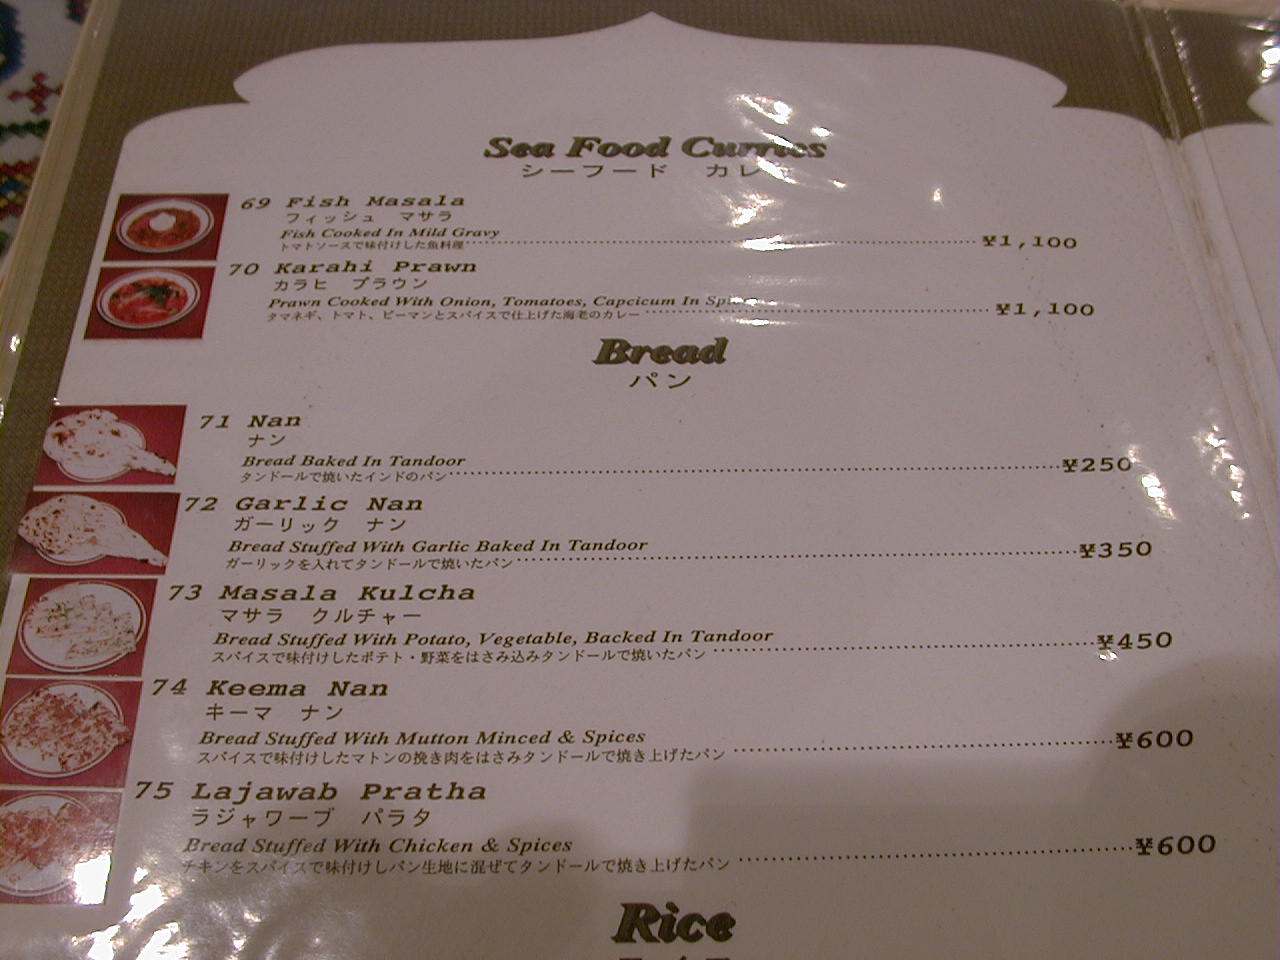 Sea Food Curries
シーフード カレー
69 Fish Masala
フィッシュ マサラ
Fish Cooked In Mild Gravy
トマトソースで味付けした魚料理 ¥1,100
70 Karahi Prawn
カラヒ プラウン
Prawn Cooked With Onion, Tomatoes, Capcicum In
タマネギ、トマト、ピーマンとスパイスで仕上げた海老のカレー ¥1,100
Bread
パン
71 Nan
ナン
Bread Baked In Tandoor
タンドールで焼いたインドのパン ¥250
72 Garlic Nan
ガーリック ナン
Bread Stuffed With Garlic Baked In Tandoor
ガーリックを入れてタンドールで焼いたパン ¥350
73 Masala Kulcha
マサラ クルチャー
Bread Stuffed With Potato, Vegetable, Backed In Tandoor
スパイスで味付けしたポテト・野菜をはさみ込みタンドールで焼いたパン ¥450
74 Keema Nan
キーマ ナン
Bread Stuffed With Mutton Minced & Spices
スパイスで味付けしたマトンの挽き肉をはさみタンドールで焼き上げたパン ¥600
75 Lajawab Pratha
ラジャワーブ パラタ
Bread Stuffed With Chicken & Spices
チキンをスパイスで味付けしパン生地に混ぜてタンドールで焼き上げたパン ¥600
Rice